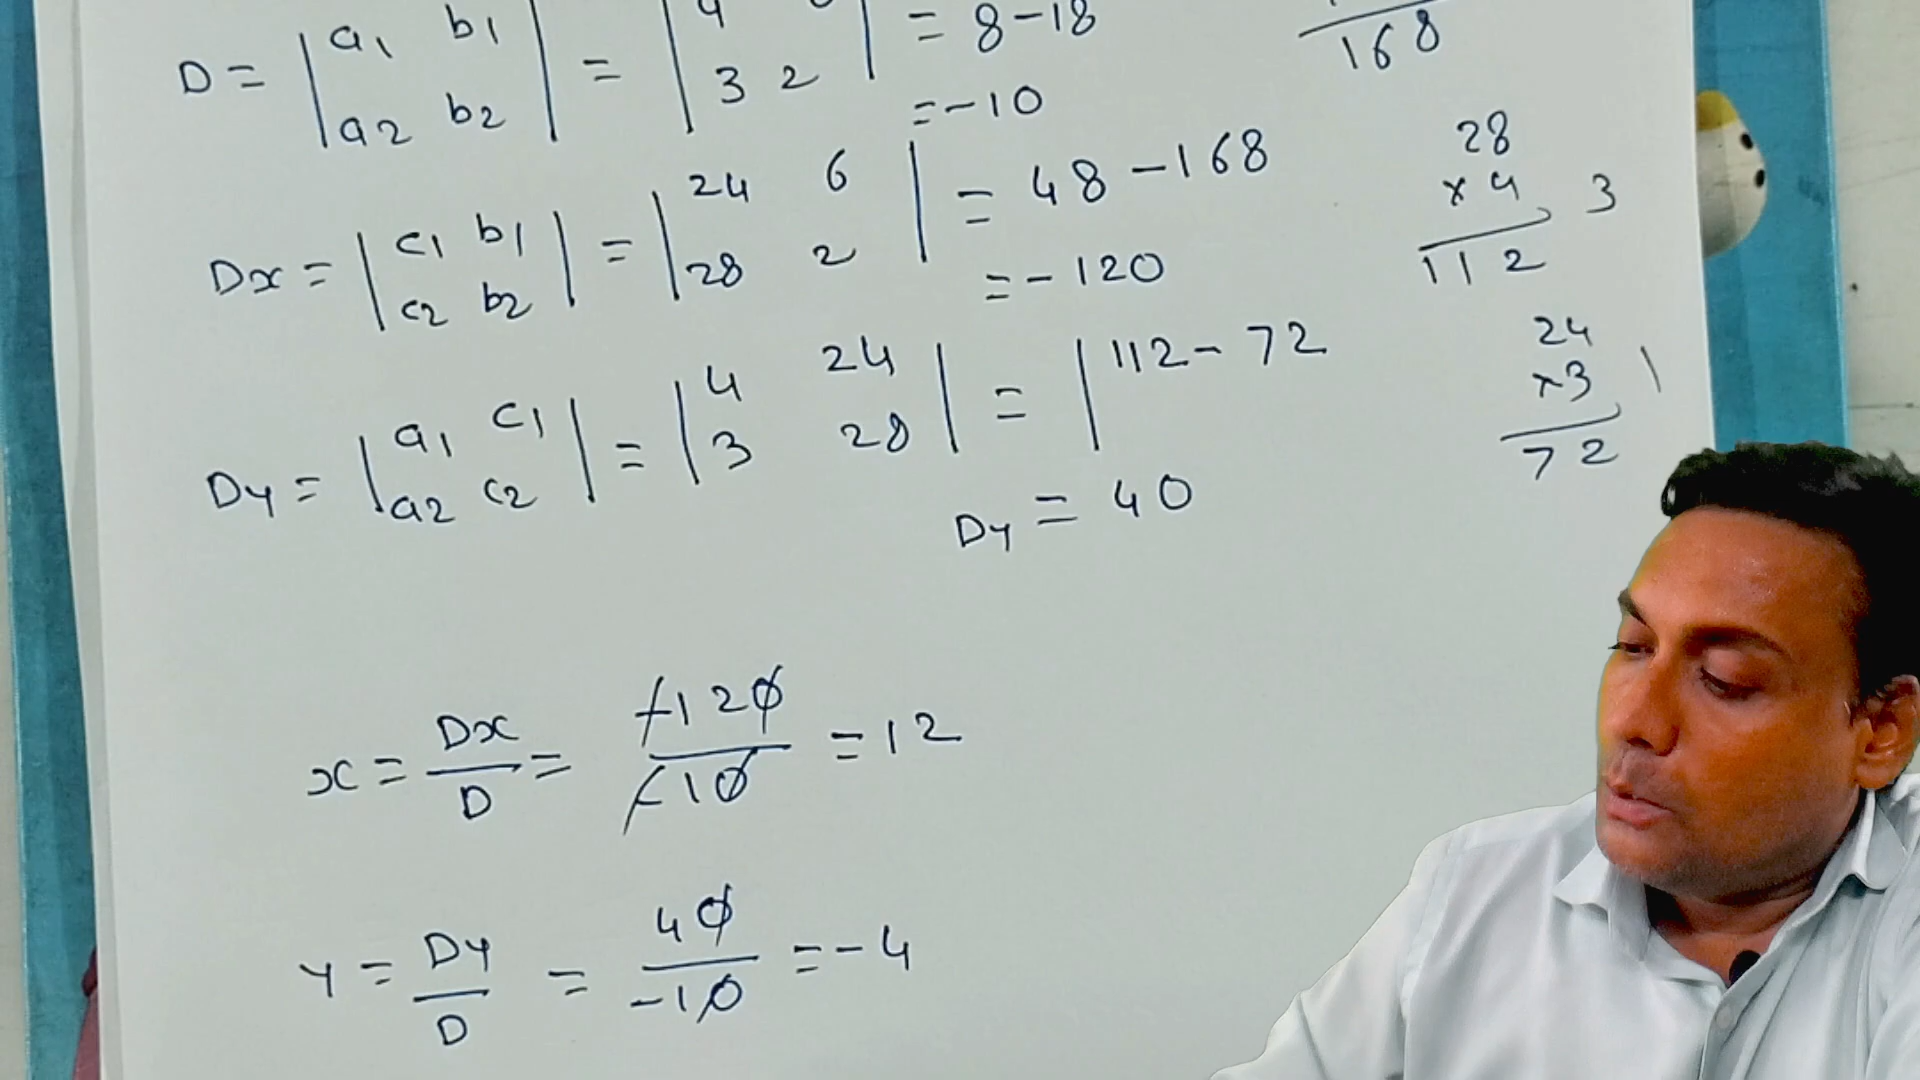 D = | a1 b1 | = | 4 | = 8 - 18
| a2 b2 | | 3 2 |
= -10
168
Dx = | c1 b1 | = | 24 6 | = 48 - 168
| c2 b2 | | 28 2 |
= -120
28
x 4 3
112
Dy = | a1 c1 | = | 4 24 | = | 112 - 72
| a2 c2 | | 3 28 |
Dy = 40
24
x3 1
72
x = Dx/D = -120/-10 = 12
y = Dy/D = 40/-10 = -4